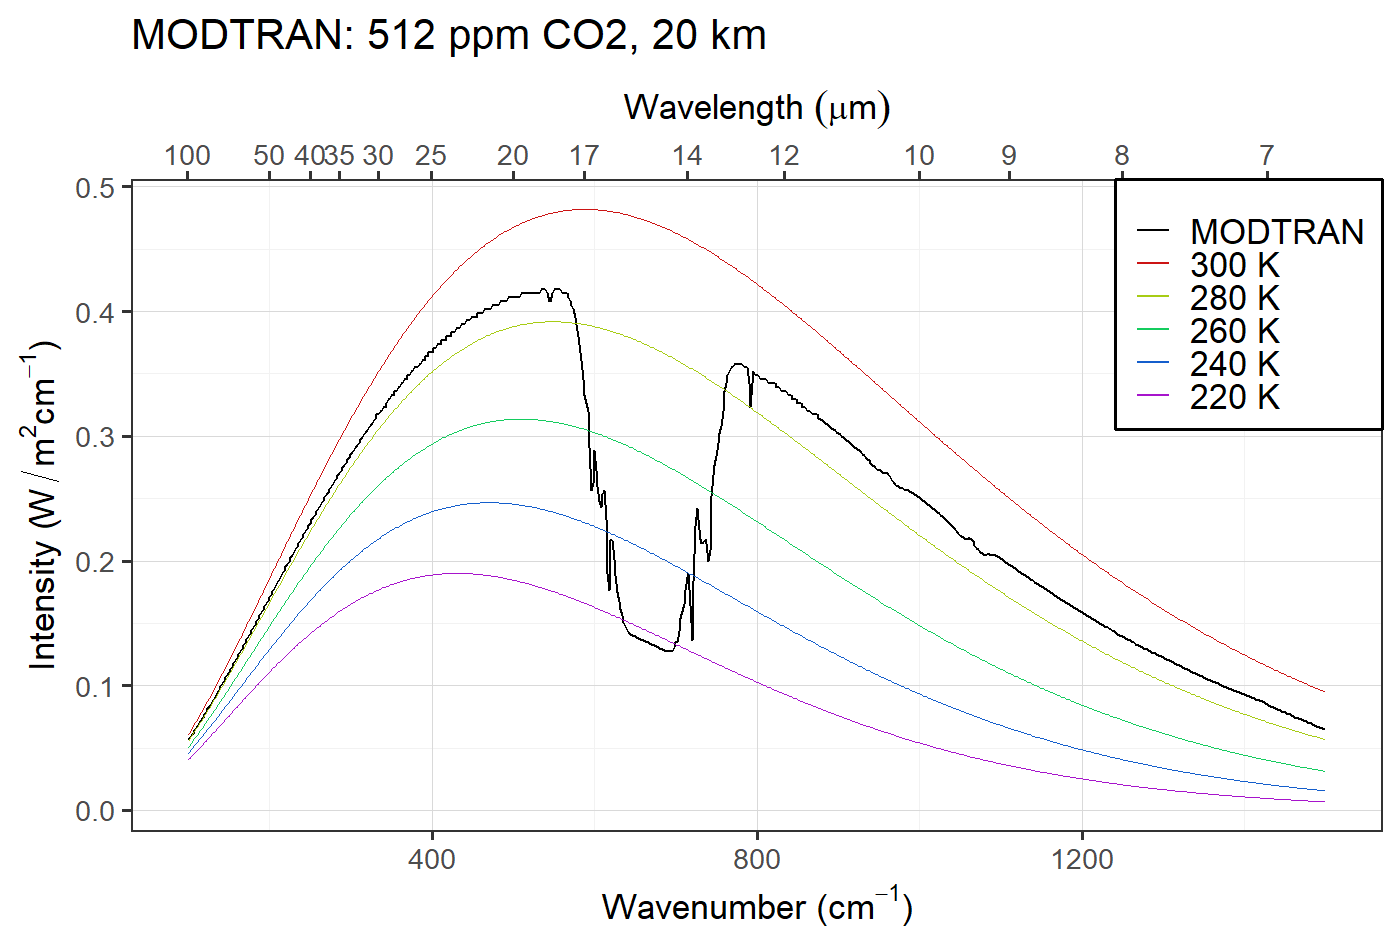 MODTRAN: 512 ppm CO2, 20 km
Wavelength (μm)
100 50 40 35 30 25 20 17 14 12 10 9 8 7
0.5
0.4
0.3
0.2
0.1
0.0
Intensity (W / m²cm⁻¹)
MODTRAN
300 K
280 K
260 K
240 K
220 K
400 800 1200
Wavenumber (cm⁻¹)